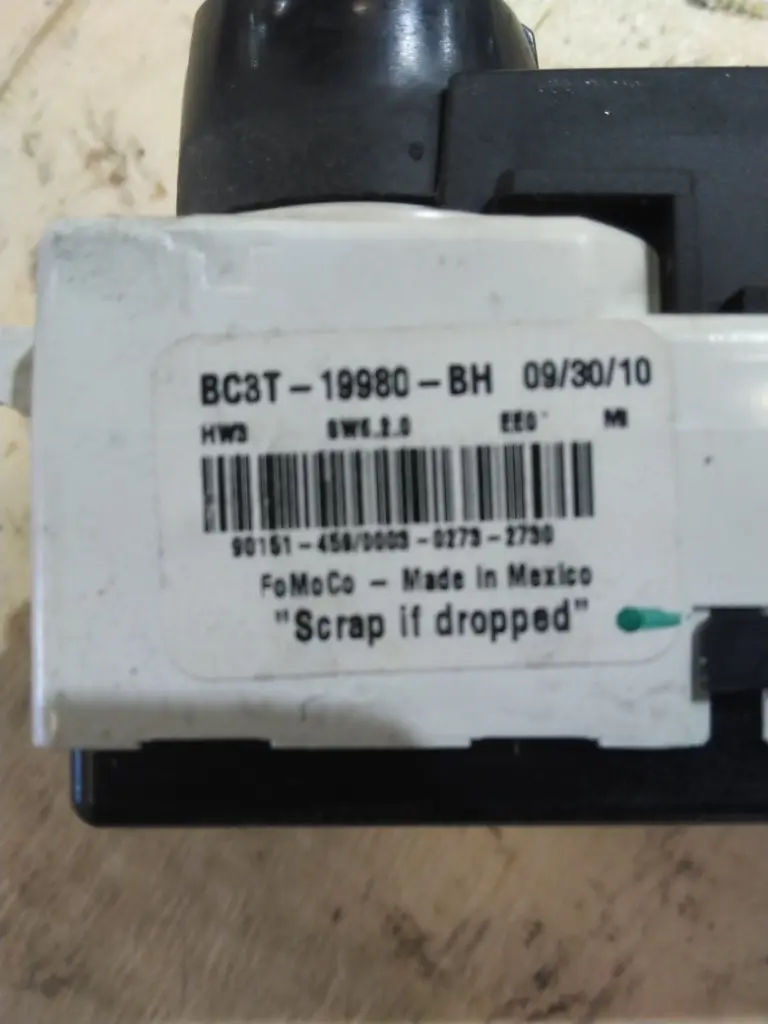 BC3T-19980-BH 09/30/10
HW3 SW6.2.0 EE0 MI
90151-458/0003-0273-2730
FoMoCo - Made in Mexico
"Scrap if dropped"